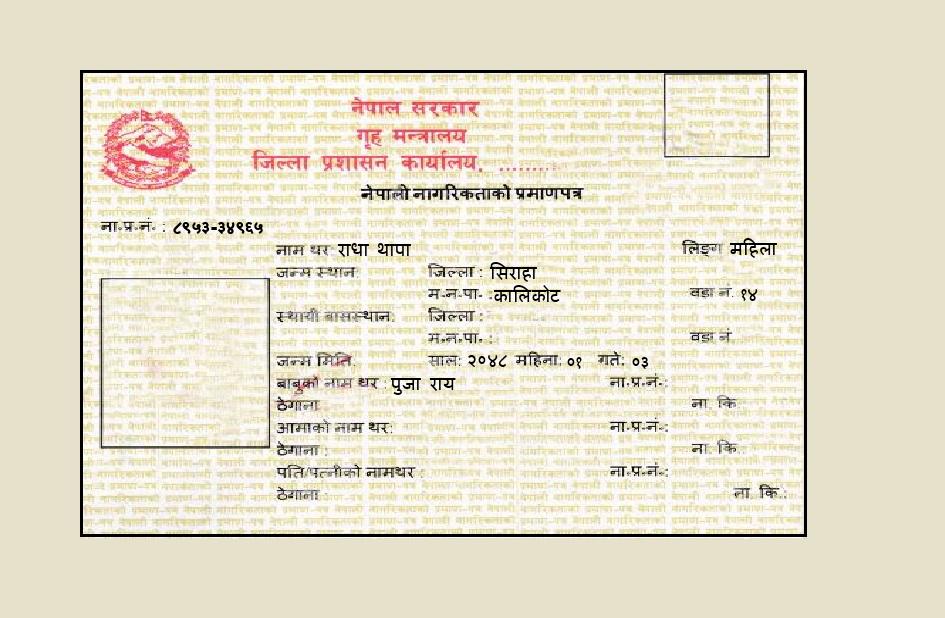 नेपाल सरकार
गृह मन्त्रालय
जिल्ला प्रशासन कार्यालय, .........
नेपाली नागरिकताको प्रमाणपत्र
ना.प्र.नं. : ८९५३-३४९६५
नाम थर: राधा थापा लिङ्ग महिला
जन्म स्थान: जिल्ला : सिराहा
म.न.पा. :कालिकोट वडा नं. १४
स्थायी बासस्थान: जिल्ला :
म.न.पा. : वडा नं
जन्म मिति: साल: २०४८ महिना: ०१ गते: ०३
बाबुको नाम थर : पुजा राय ना.प्र.नं.:
ठेगाना ना. कि.
आमाको नाम थर: ना.प्र.नं.:
ठेगाना : ना. कि.
पति/पत्नीको नामथर : ना.प्र.नं.:
ठेगाना : ना. कि.: